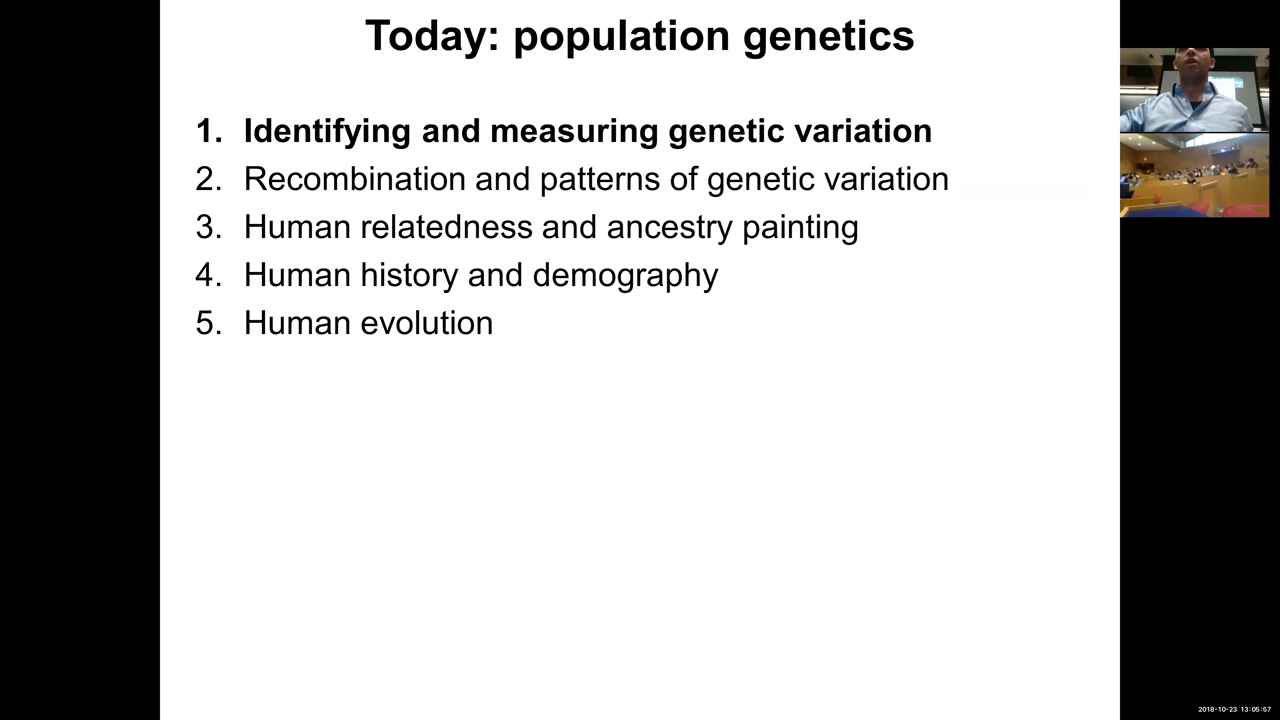 Today: population genetics
1. Identifying and measuring genetic variation
2. Recombination and patterns of genetic variation
3. Human relatedness and ancestry painting
4. Human history and demography
5. Human evolution
2018-10-23 13:05:57